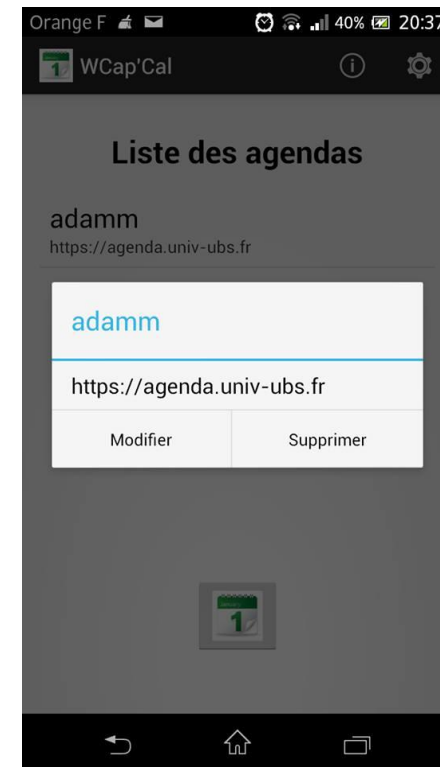 Orange F 40% 20:37
WCap'Cal
Liste des agendas
adamm
https://agenda.univ-ubs.fr
adamm
https://agenda.univ-ubs.fr
Modifier Supprimer
1